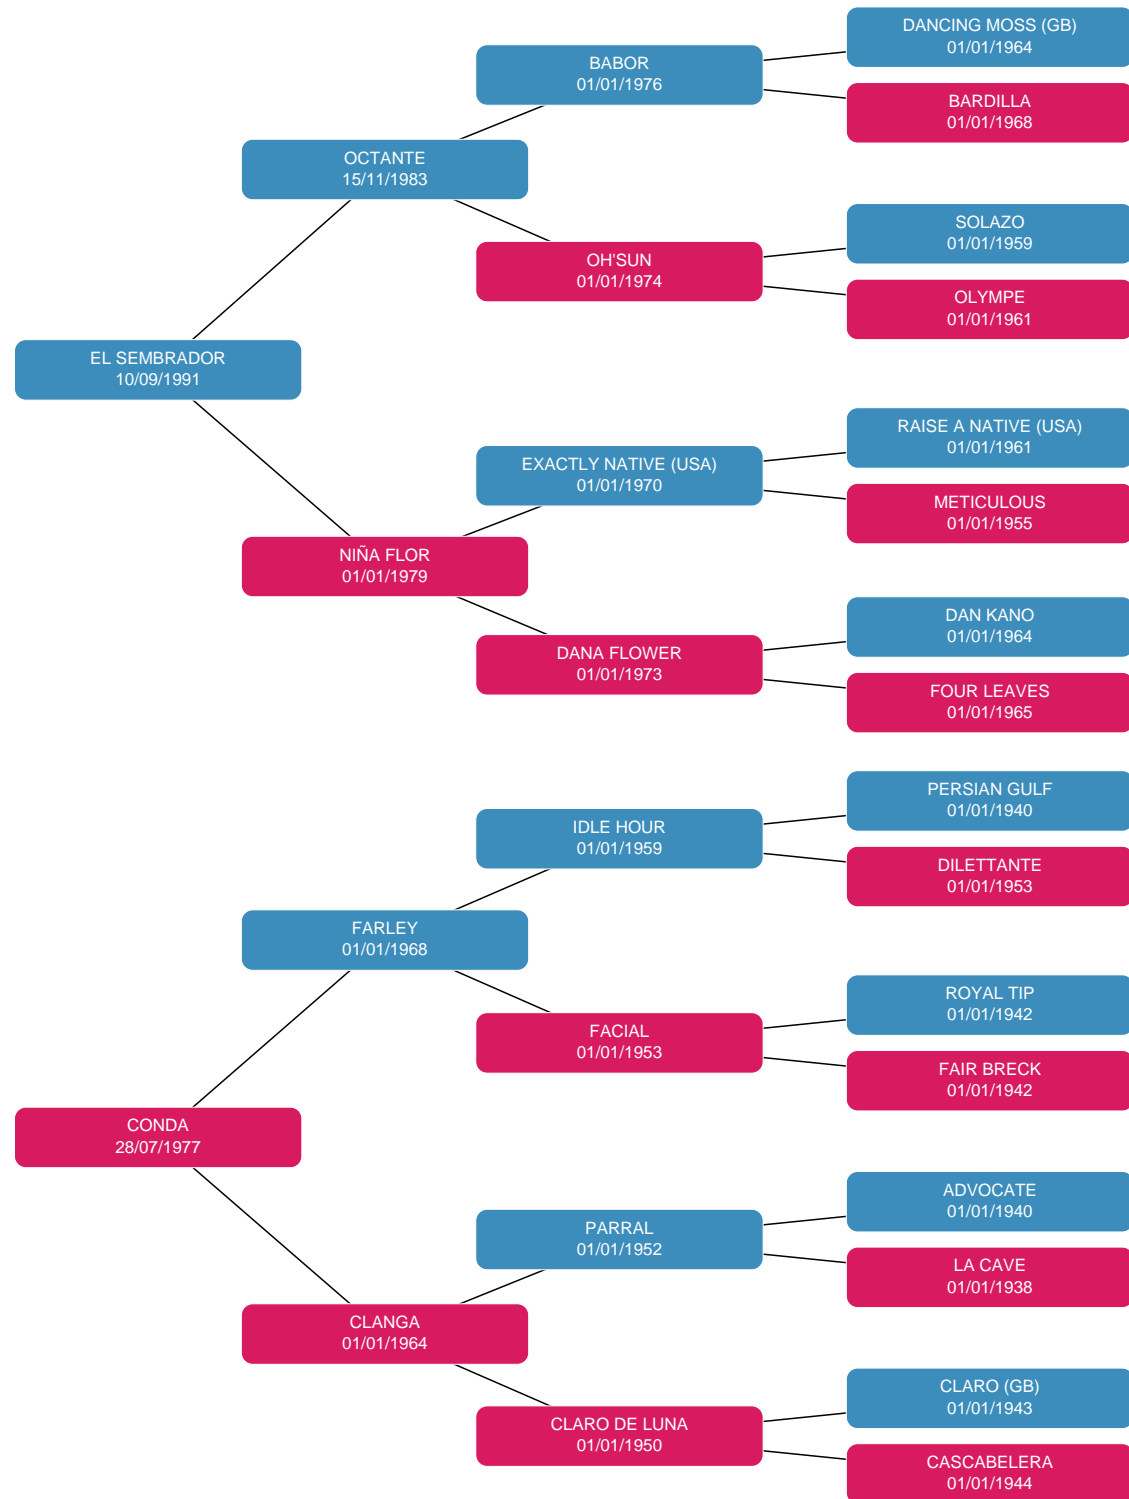 DANCING MOSS (GB)
01/01/1964
BABOR
01/01/1976
BARDILLA
01/01/1968
OCTANTE
15/11/1983
SOLAZO
01/01/1959
OH'SUN
01/01/1974
OLYMPE
01/01/1961
EL SEMBRADOR
10/09/1991
RAISE A NATIVE (USA)
01/01/1961
EXACTLY NATIVE (USA)
01/01/1970
METICULOUS
01/01/1955
NIÑA FLOR
01/01/1979
DAN KANO
01/01/1964
DANA FLOWER
01/01/1973
FOUR LEAVES
01/01/1965
PERSIAN GULF
01/01/1940
IDLE HOUR
01/01/1959
DILETTANTE
01/01/1953
FARLEY
01/01/1968
ROYAL TIP
01/01/1942
FACIAL
01/01/1953
FAIR BRECK
01/01/1942
CONDA
28/07/1977
ADVOCATE
01/01/1940
PARRAL
01/01/1952
LA CAVE
01/01/1938
CLANGA
01/01/1964
CLARO (GB)
01/01/1943
CLARO DE LUNA
01/01/1950
CASCABELERA
01/01/1944